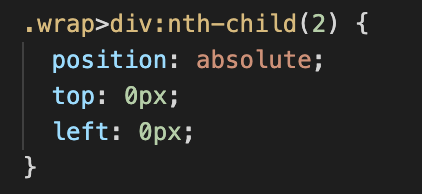 .wrap>div:nth-child(2) {
  position: absolute;
  top: 0px;
  left: 0px;
}